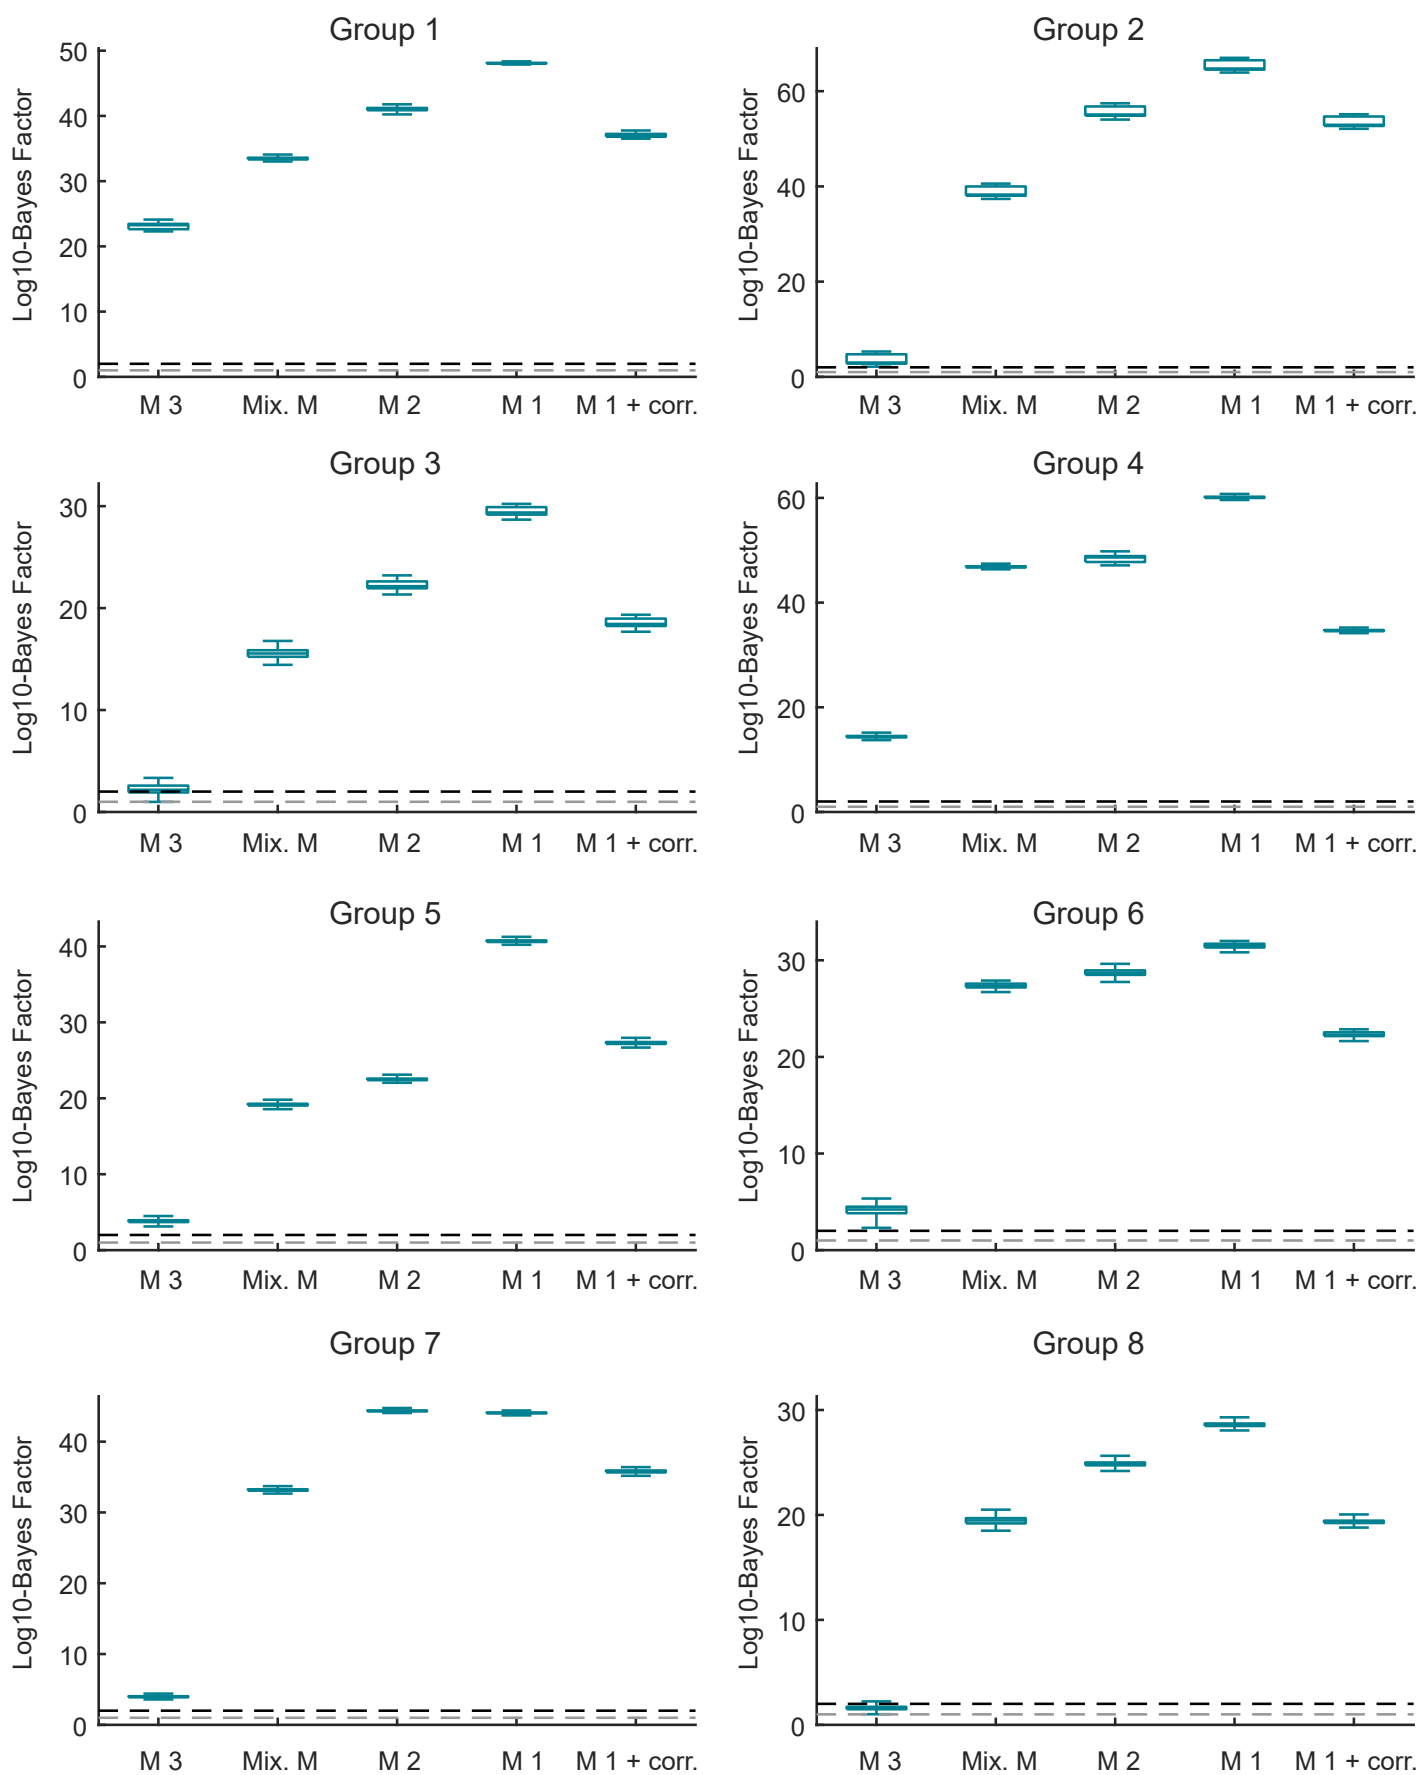 Group 1
Log10-Bayes Factor
50
40
30
20
10
0
M 3 Mix. M M 2 M 1 M 1 + corr.
Group 2
Log10-Bayes Factor
60
40
20
0
M 3 Mix. M M 2 M 1 M 1 + corr.
Group 3
Log10-Bayes Factor
30
20
10
0
M 3 Mix. M M 2 M 1 M 1 + corr.
Group 4
Log10-Bayes Factor
60
40
20
0
M 3 Mix. M M 2 M 1 M 1 + corr.
Group 5
Log10-Bayes Factor
40
30
20
10
0
M 3 Mix. M M 2 M 1 M 1 + corr.
Group 6
Log10-Bayes Factor
30
20
10
0
M 3 Mix. M M 2 M 1 M 1 + corr.
Group 7
Log10-Bayes Factor
40
30
20
10
0
M 3 Mix. M M 2 M 1 M 1 + corr.
Group 8
Log10-Bayes Factor
30
20
10
0
M 3 Mix. M M 2 M 1 M 1 + corr.